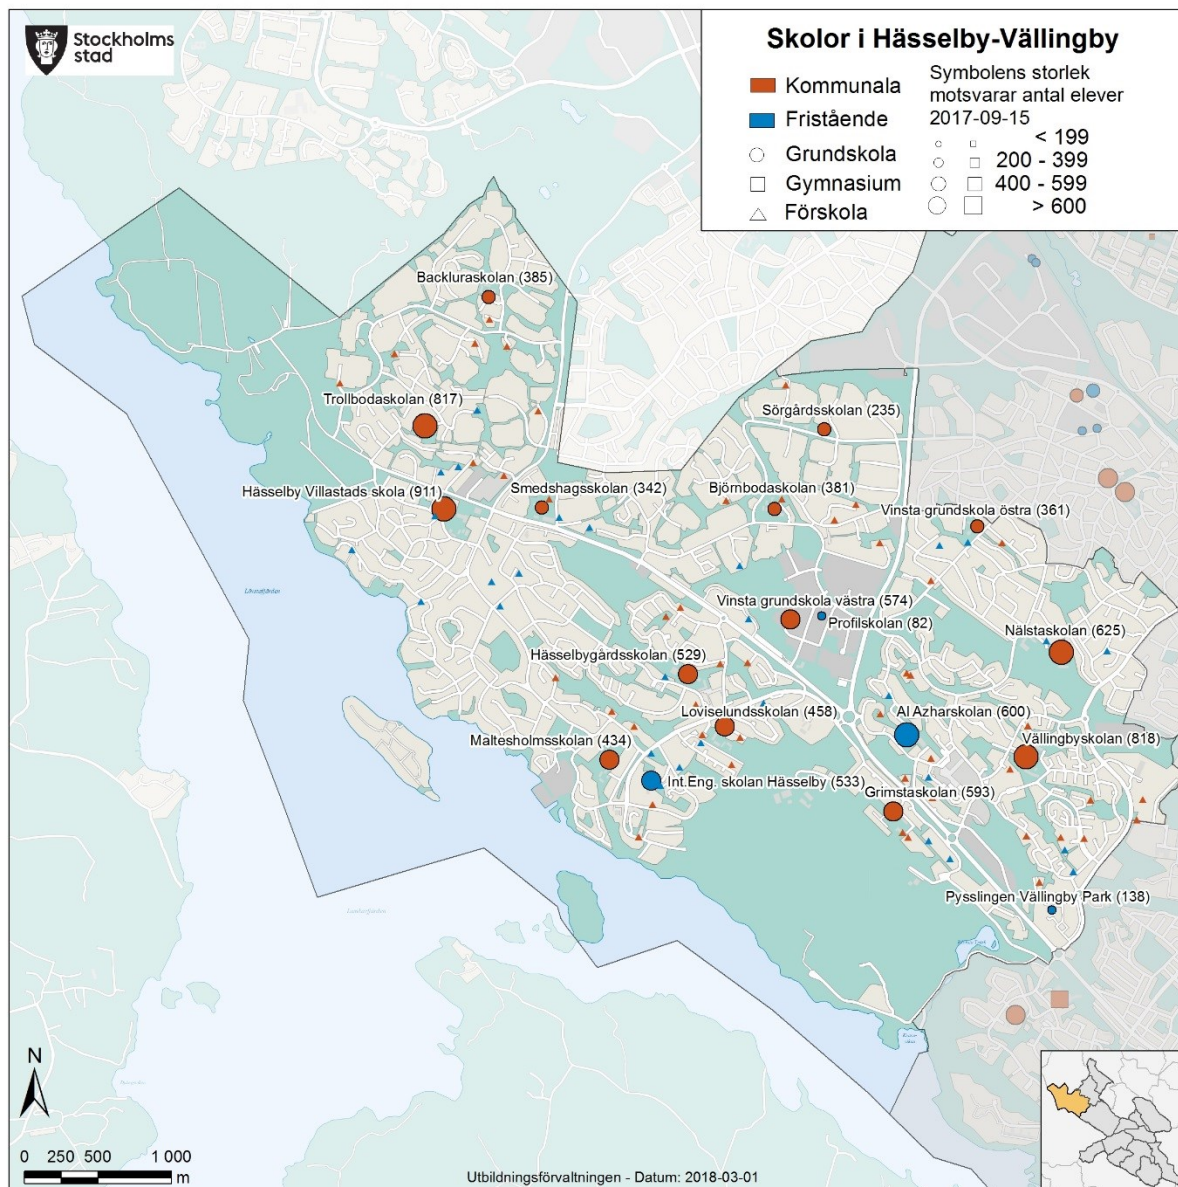 Stockholms
stad
Skolor i Hässelby-Vällingby
Kommunala
Fristående
Grundskola
Gymnasium
Förskola
Symbolens storlek
motsvarar antal elever
2017-09-15
< 199
200 - 399
400 - 599
> 600
Backluraskolan (385)
Trollbodaskolan (817)
Sörgårdsskolan (235)
Hässelby Villastads skola (911)
Smedshagsskolan (342)
Björnbodaskolan (381)
Vinsta grundskola östra (361)
Vinsta grundskola västra (574)
Profilskolan (82)
Nälstaskolan (625)
Hässelbygårdsskolan (529)
Loviselundsskolan (458)
Al Azharskolan (600)
Maltesholmsskolan (434)
Vällingbyskolan (818)
Int.Eng. skolan Hässelby (533)
Grimstaskolan (593)
Pysslingen Vällingby Park (138)
N
0 250 500 1 000
m
Utbildningsförvaltningen - Datum: 2018-03-01